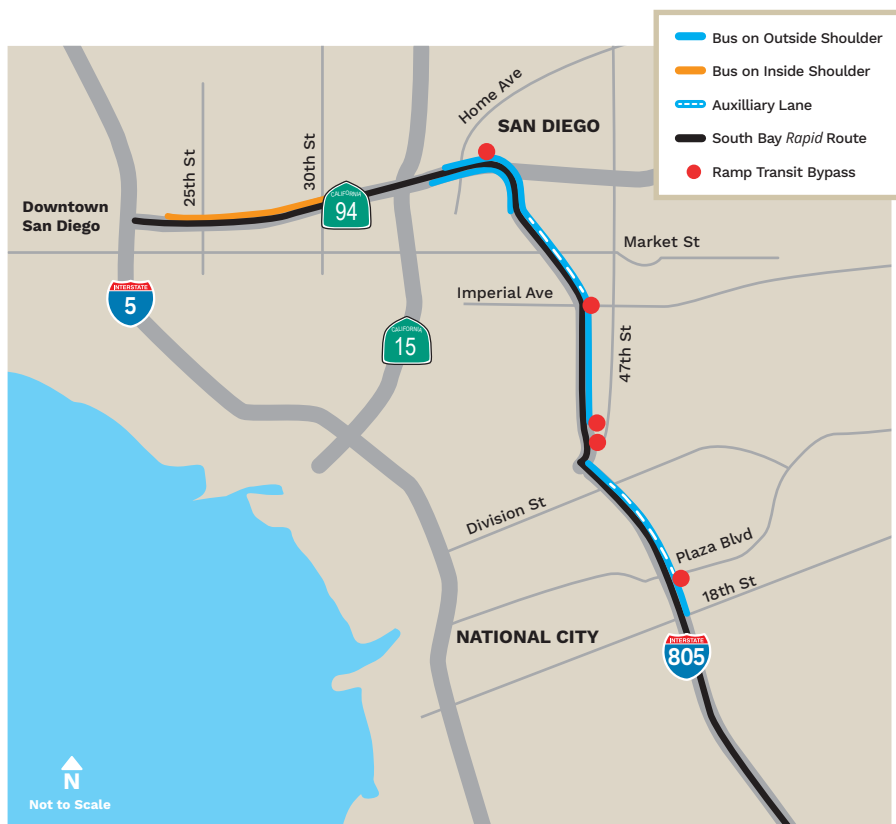 Bus on Outside Shoulder
Bus on Inside Shoulder
Auxilliary Lane
South Bay Rapid Route
Ramp Transit Bypass
Home Ave
SAN DIEGO
25th St
30th St
CALIFORNIA
94
Downtown
San Diego
Market St
INTERSTATE
5
Imperial Ave
CALIFORNIA
15
47th St
Division St
Plaza Blvd
18th St
NATIONAL CITY
INTERSTATE
805
N
Not to Scale